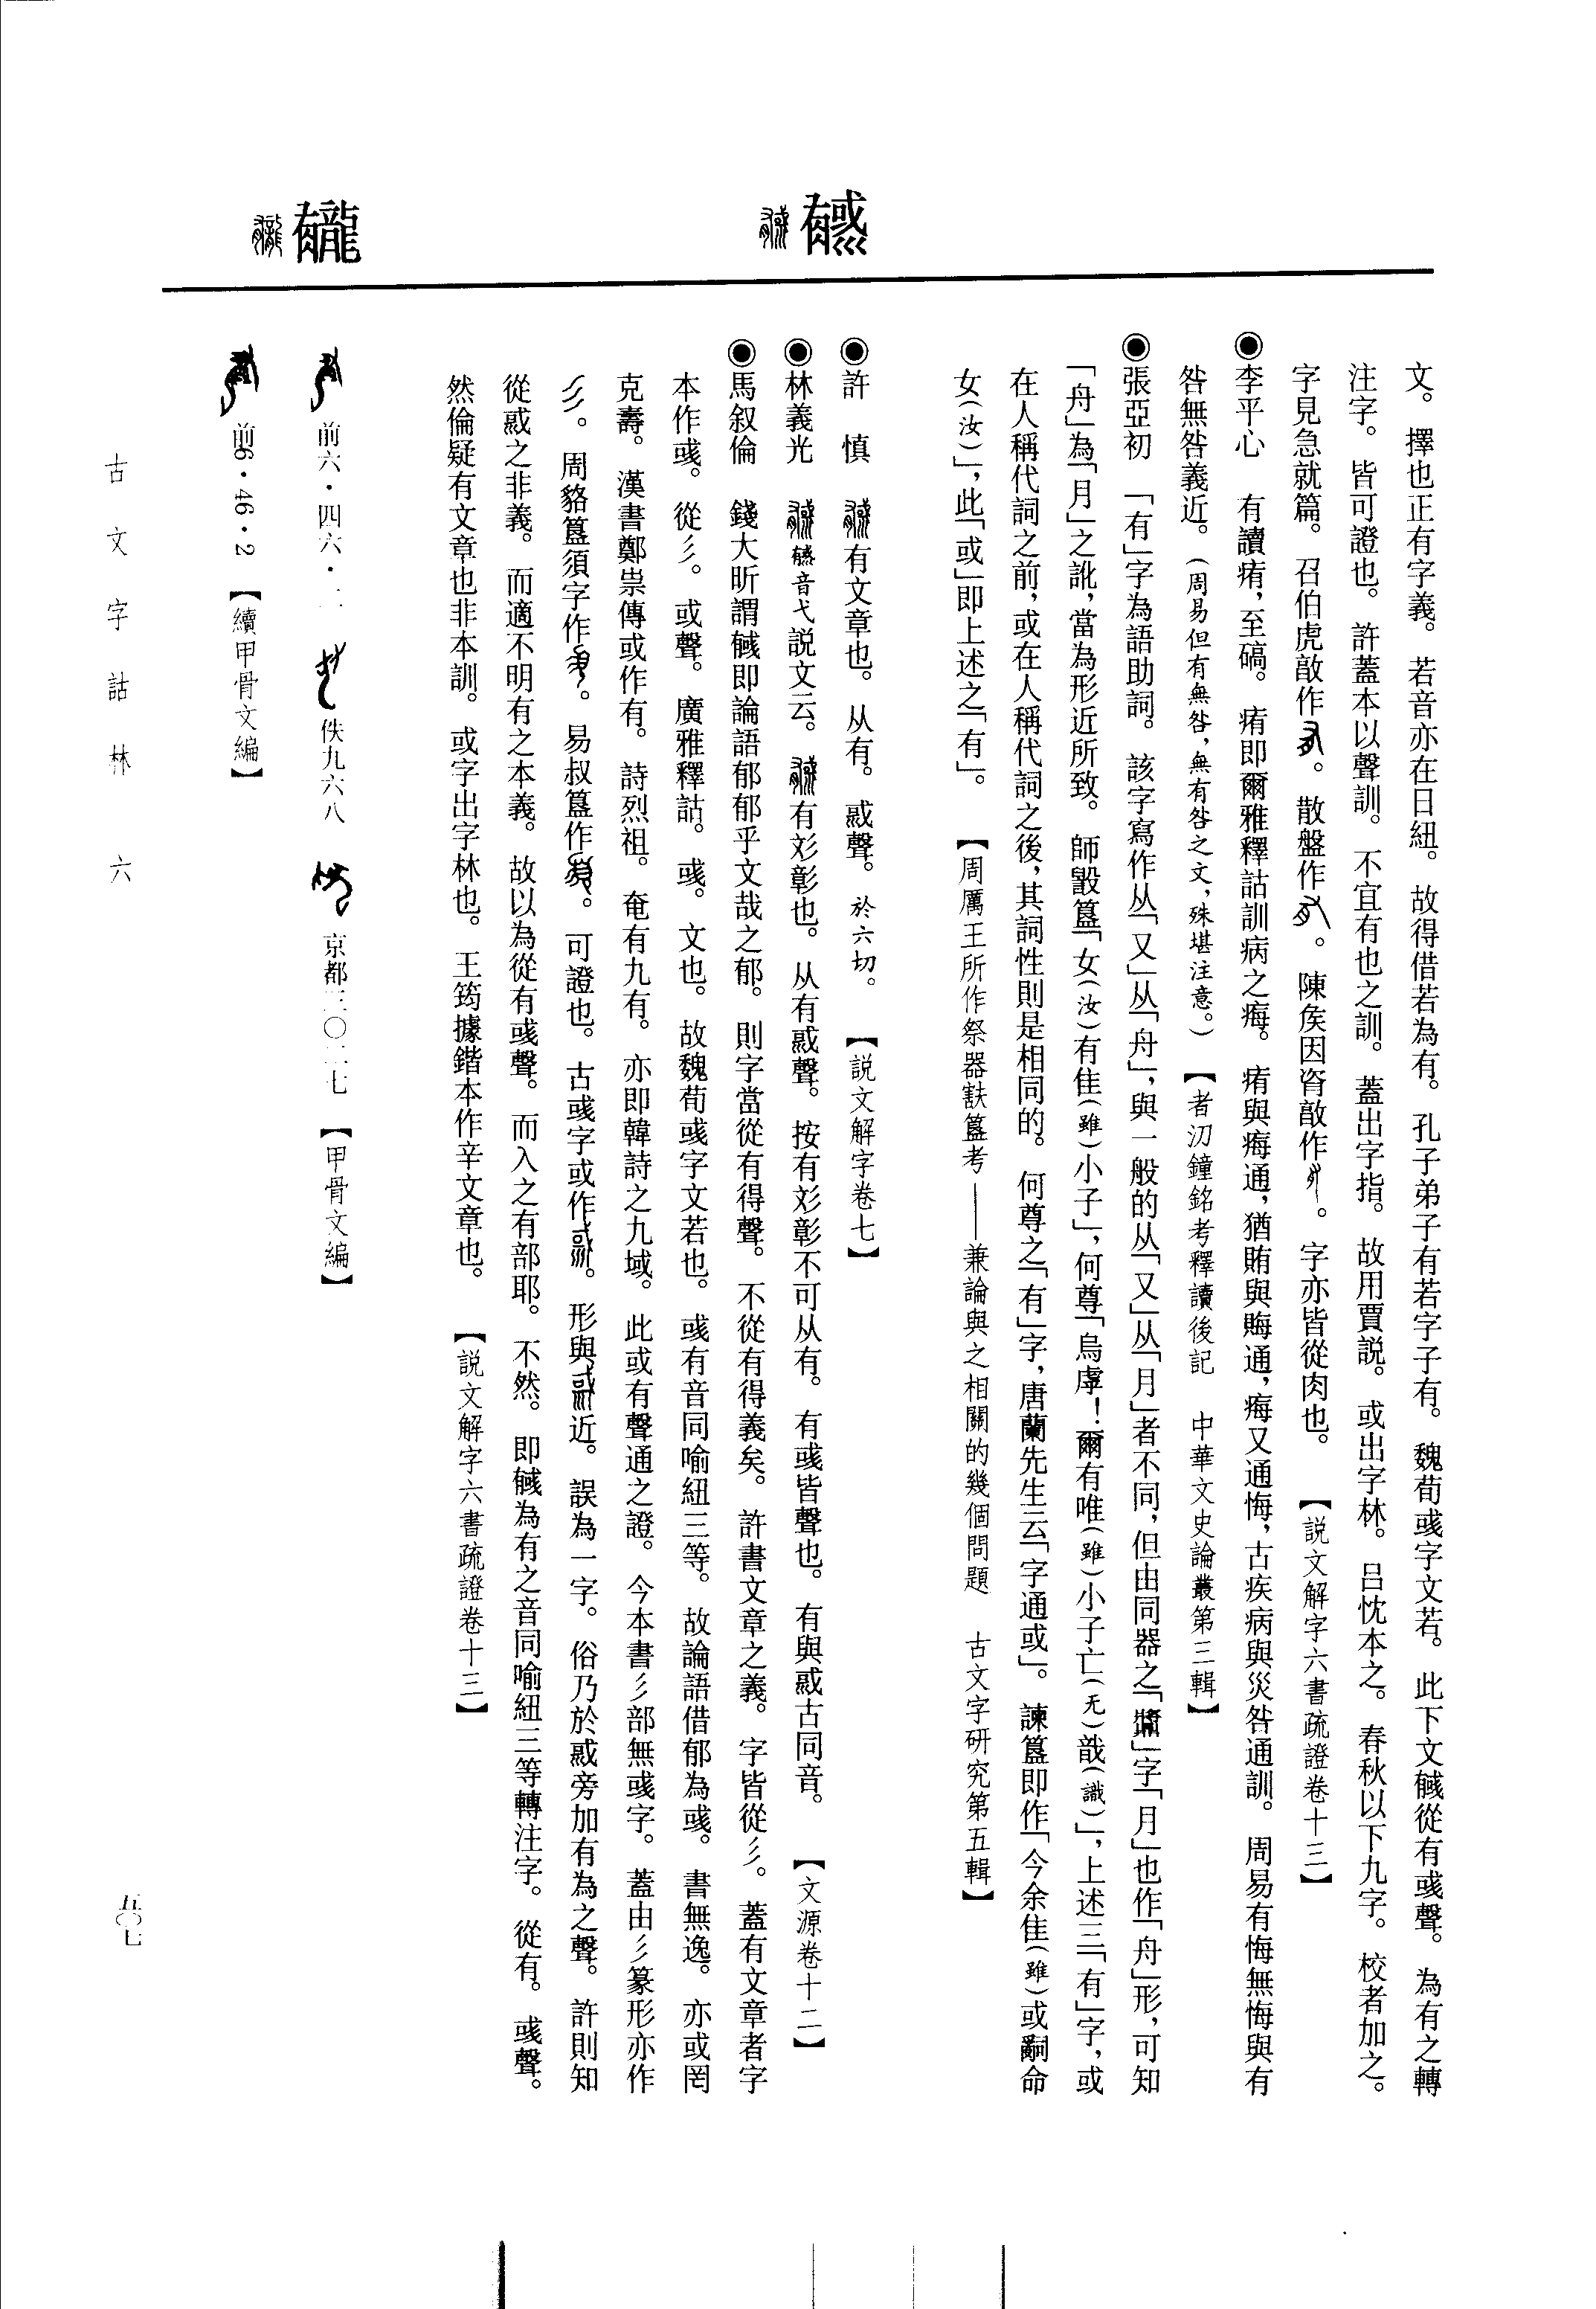 文。擇也正有字義。若音亦在日紐。故得借若為有。孔子弟子有若字子有。魏荀彧字文若。此下文䤋從有彧聲。為有之轉
注字。皆可證也。許蓋本以聲訓。不宜有也之訓。蓋出字指。故用賈説。或出字林。吕忱本之。春秋以下九字。校者加之。
字見急就篇。召伯虎敵作。散盤作。陳矦因𦣞敵作。字亦皆從肉也。【説文解字六書疏證卷十三】
◉李平心 有讀痏,至碻。痏即爾雅釋詁訓病之痗。痏與痗通,猶賄與晦通,痗又通悔,古疾病與災咎通訓。周易有悔無悔與有
咎無咎義近。(周易但有無咎,無有咎之文,殊堪注意。)【者汈鐘銘考釋讀後記 中華文史論叢第三輯】
◉張亞初 「有」字為語助詞。該字寫作从「又」从「舟」,與一般的从「又」从「月」者不同,但由同器之「𤖕」字「月」也作「舟」形,可知
「舟」為「月」之訛,當為形近所致。師毀簋「女(汝)有隹(雖)小子」,何尊「烏虖!爾有唯(雖)小子亡(无)戠(識)」,上述三「有」字,或
在人稱代詞之前,或在人稱代詞之後,其詞性則是相同的。何尊之「有」字,唐蘭先生云「字通或」。諫簋即作「今余隹(雖)或嗣命
女(汝)」,此「或」即上述之「有」。【周厲王所作祭器㝬簋考——兼論與之相關的幾個問題 古文字研究第五輯】
䤋
◉許 慎 有文章也。从有。惑聲。於六切。【説文解字卷七】
◉林義光 音弋説文云。有彣彰也。从有惑聲。按有彣彰不可从有。有彧皆聲也。有與惑古同音。【文源卷十二】
◉馬叙倫 錢大昕謂䤋即論語郁郁乎文哉之郁。則字當從有得聲。不從有得義矣。許書文章之義。字皆從彡。蓋有文章者字
本作彧。從彡。或聲。廣雅釋詁。彧。文也。故魏荀彧字文若也。彧有音同喻紐三等。故論語借郁為彧。書無逸。亦或罔
克壽。漢書鄭崇傳或作有。詩烈祖。奄有九有。亦即韓詩之九域。此或有聲通之證。今本書彡部無彧字。蓋由彡篆形亦作
。周貉簋須字作。易叔簋作。可證也。古彧字或作。形與近。誤為一字。俗乃於惑旁加有為之聲。許則知
從惑之非義。而適不明有之本義。故以為從有彧聲。而入之有部耶。不然。即䤋為有之音同喻紐三等轉注字。從有。彧聲。
然倫疑有文章也非本訓。或字出字林也。王筠據鍇本作辛文章也。【説文解字六書疏證卷十三】
龓
前六・四六・二 佚九六八 京都三〇二七【甲骨文編】
前6・46・2【續甲骨文編】
古文字詁林 六
五〇七